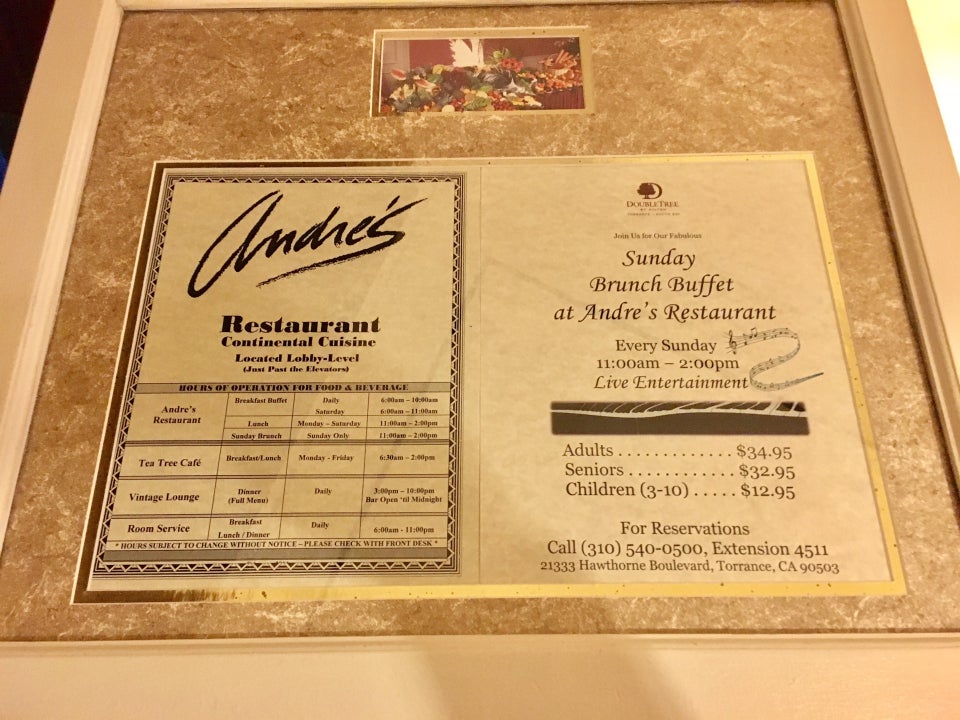 Andre's
Restaurant
Continental Cuisine
Located Lobby-Level
(Just Past the Elevators)
HOURS OF OPERATION FOR FOOD & BEVERAGE
Andre's Restaurant
Breakfast Buffet Daily 6:00am – 10:00am
Saturday 6:00am – 11:00am
Lunch Monday – Saturday 11:00am – 2:00pm
Sunday Brunch Sunday Only 11:00am – 2:00pm
Tea Tree Café Breakfast/Lunch Monday - Friday 6:30am – 2:00pm
Vintage Lounge Dinner Daily 3:00pm – 10:00pm
(Full Menu) Bar Open 'til Midnight
Room Service Breakfast Daily 6:00am - 11:00pm
Lunch / Dinner
* HOURS SUBJECT TO CHANGE WITHOUT NOTICE – PLEASE CHECK WITH FRONT DESK *
DOUBLETREE
BY HILTON
TORRANCE - SOUTH BAY
Join Us for Our Fabulous
Sunday
Brunch Buffet
at Andre's Restaurant
Every Sunday
11:00am – 2:00pm
Live Entertainment
Adults . . . . . . . . . . . . . $34.95
Seniors . . . . . . . . . . . . $32.95
Children (3-10) . . . . . $12.95
For Reservations
Call (310) 540-0500, Extension 4511
21333 Hawthorne Boulevard, Torrance, CA 90503